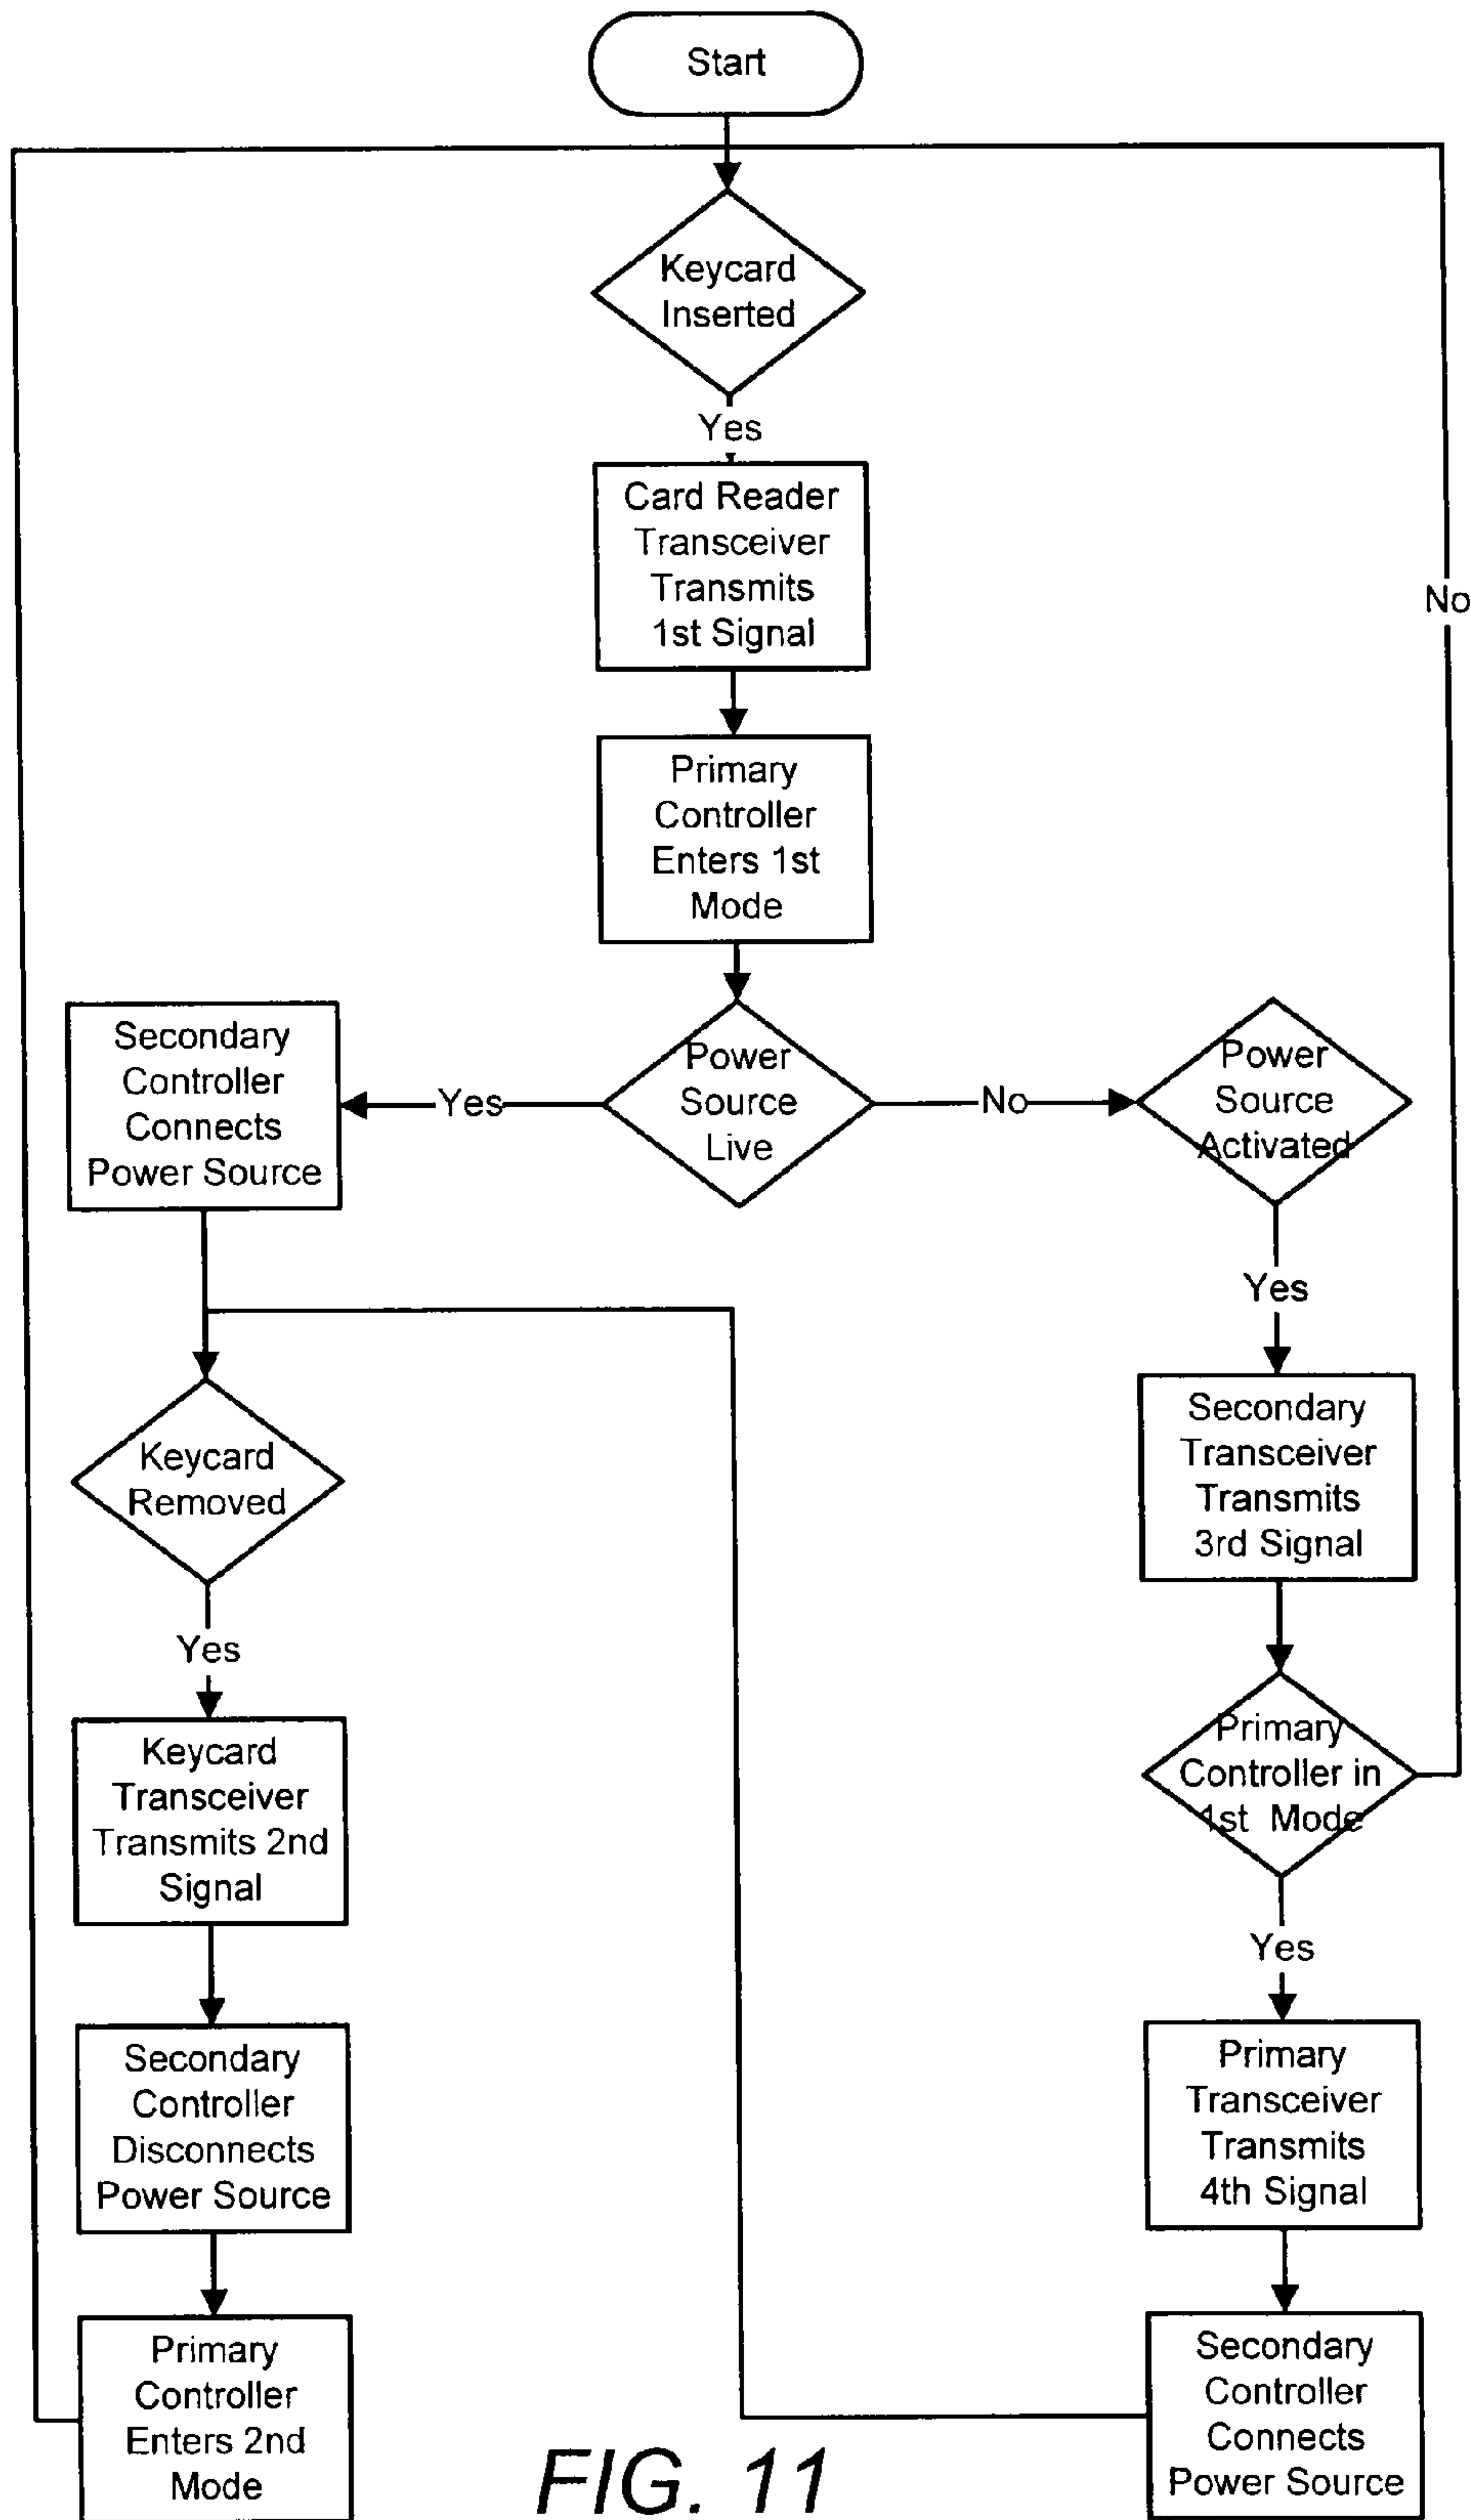 Start
Keycard
Inserted
Yes
Card Reader
Transceiver
Transmits
1st Signal
No
Primary
Controller
Enters 1st
Mode
Secondary
Controller
Connects
Power Source
Yes
Power
Source
Live
No
Power
Source
Activated
Yes
Keycard
Removed
Secondary
Transceiver
Transmits
3rd Signal
Yes
Keycard
Transceiver
Transmits 2nd
Signal
Primary
Controller in
1st Mode
Yes
Secondary
Controller
Disconnects
Power Source
Primary
Transceiver
Transmits
4th Signal
Primary
Controller
Enters 2nd
Mode
Secondary
Controller
Connects
Power Source
FIG. 11